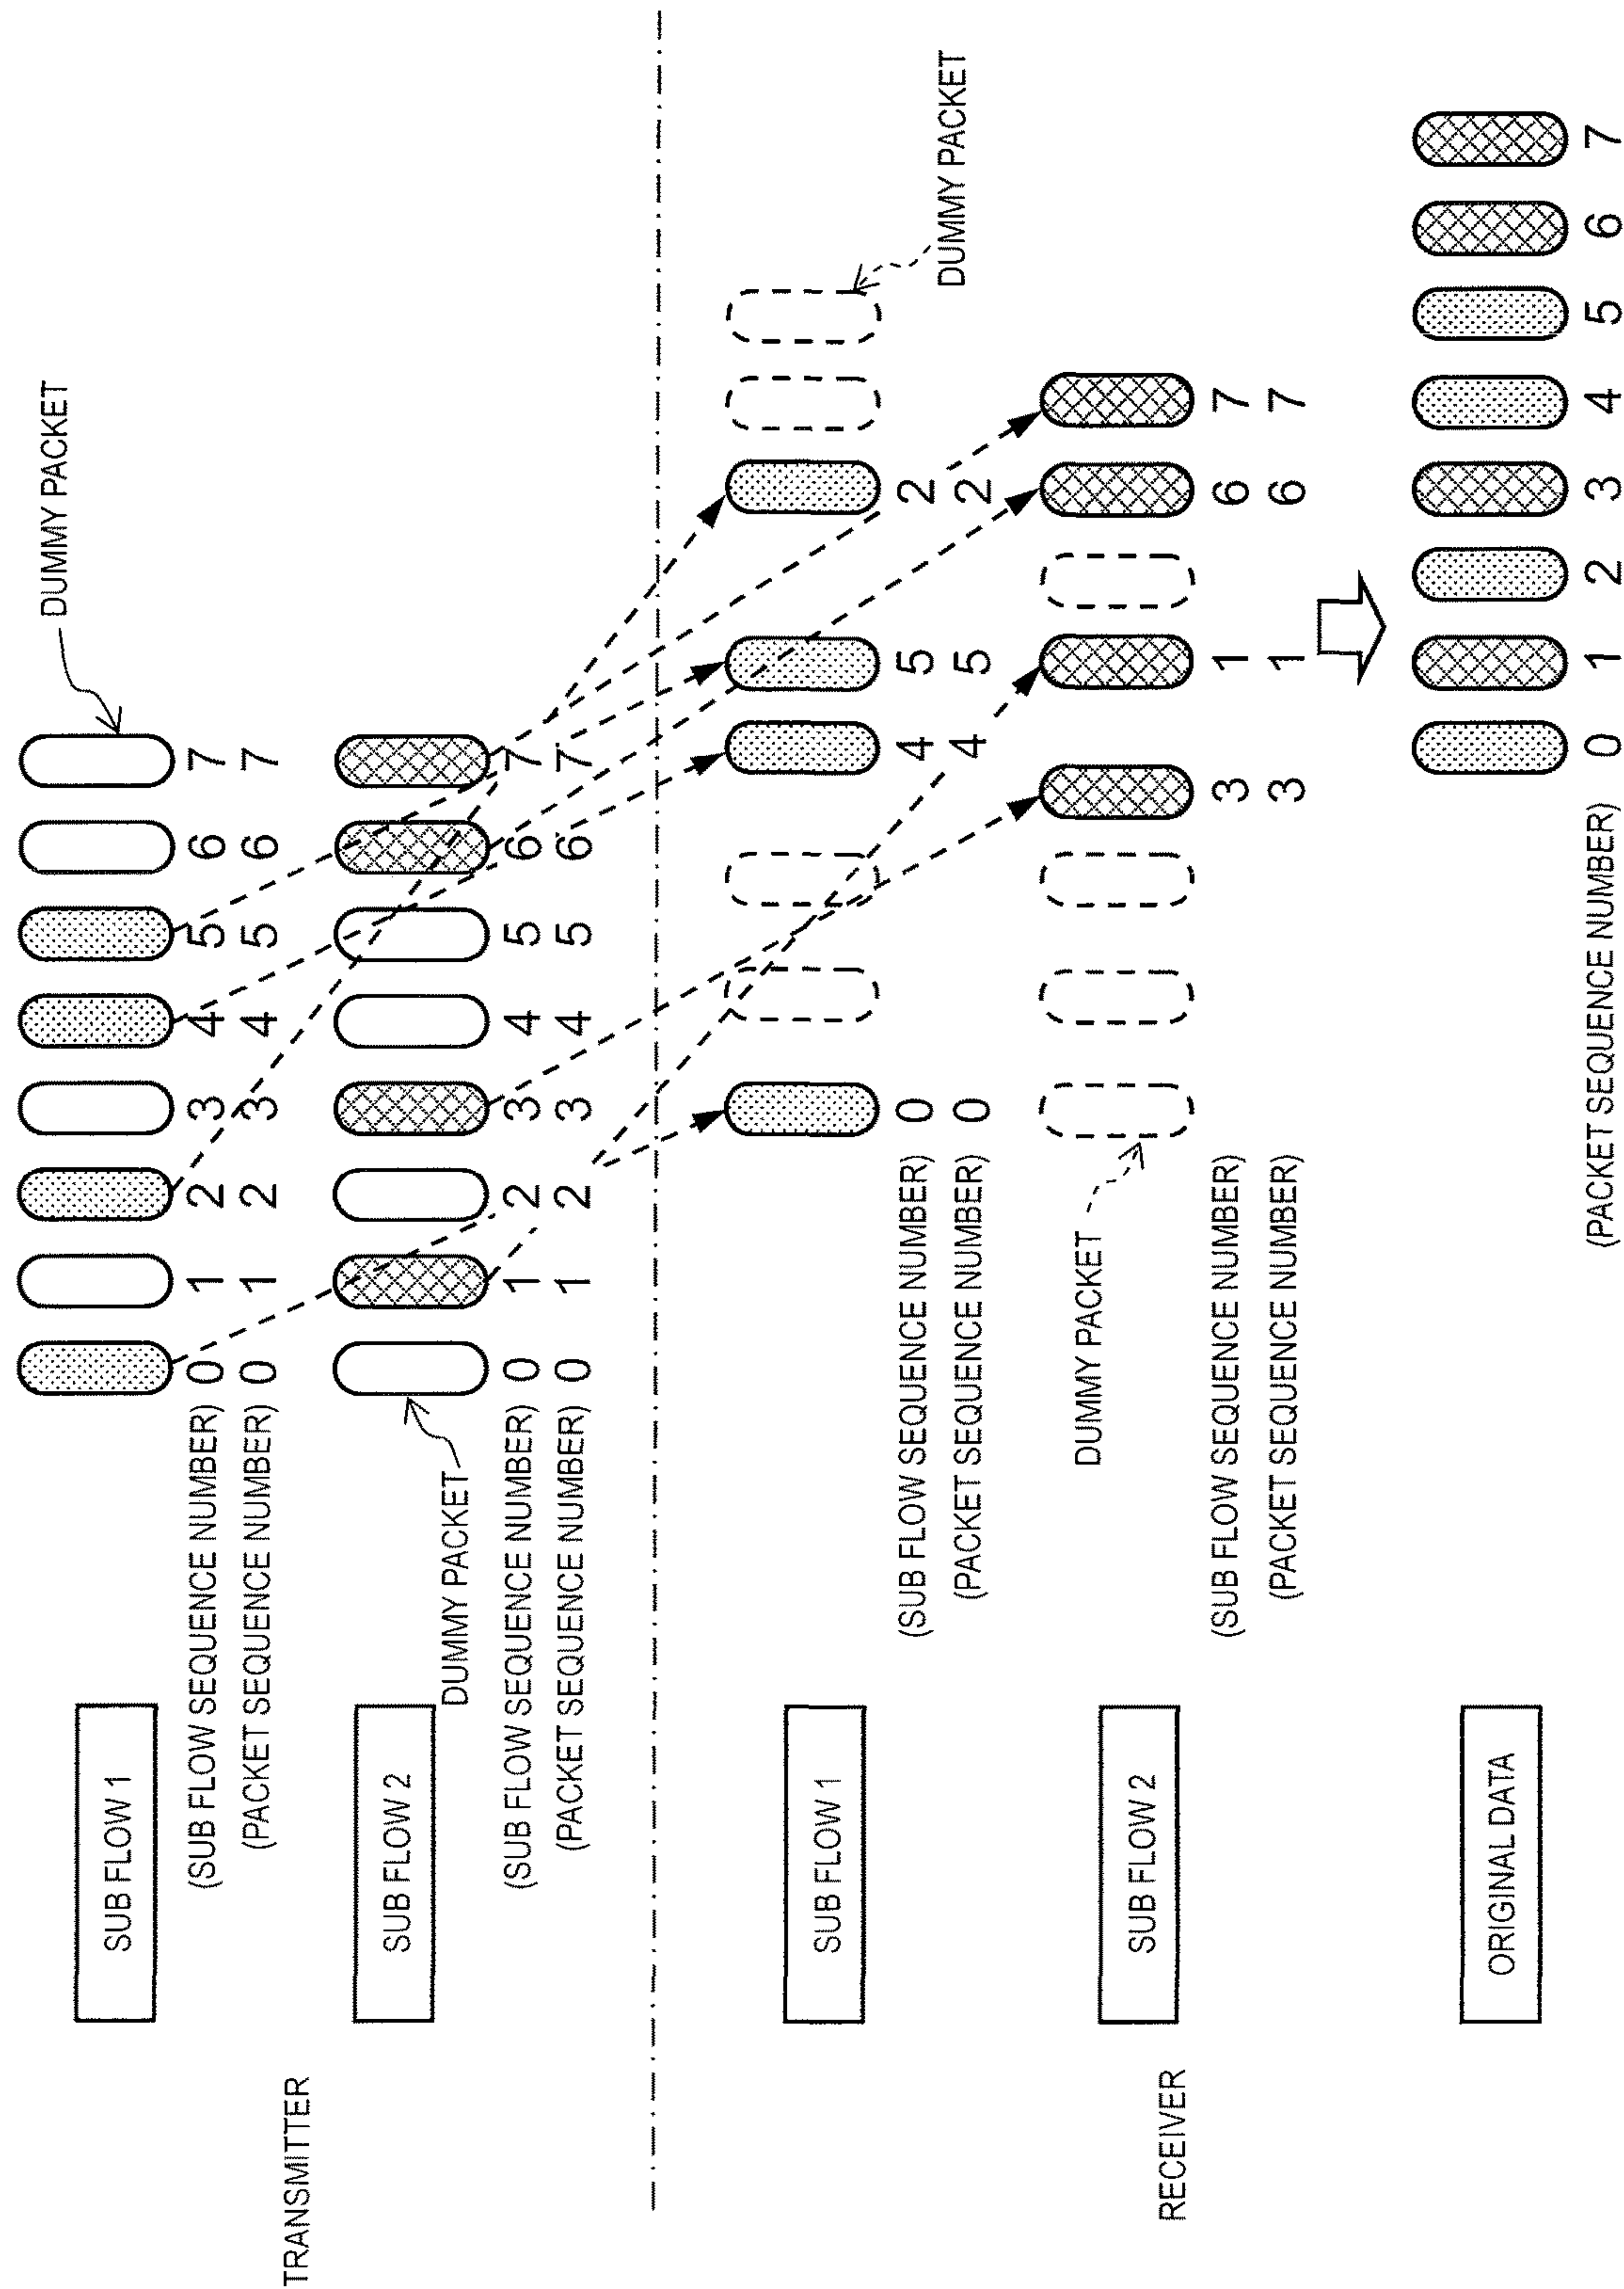 DUMMY PACKET
SUB FLOW 1
(SUB FLOW SEQUENCE NUMBER) 0 1 2 3 4 5 6 7
(PACKET SEQUENCE NUMBER) 0 1 2 3 4 5 6 7
TRANSMITTER
SUB FLOW 2
DUMMY PACKET
(SUB FLOW SEQUENCE NUMBER) 0 1 2 3 4 5 6 7
(PACKET SEQUENCE NUMBER) 0 1 2 3 4 5 6 7
SUB FLOW 1
(SUB FLOW SEQUENCE NUMBER) 0 4 5 2
DUMMY PACKET
(PACKET SEQUENCE NUMBER) 0 4 5 2
DUMMY PACKET
SUB FLOW 2
RECEIVER
(SUB FLOW SEQUENCE NUMBER) 3 1 6 7
(PACKET SEQUENCE NUMBER) 3 1 6 7
ORIGINAL DATA
(PACKET SEQUENCE NUMBER) 0 1 2 3 4 5 6 7